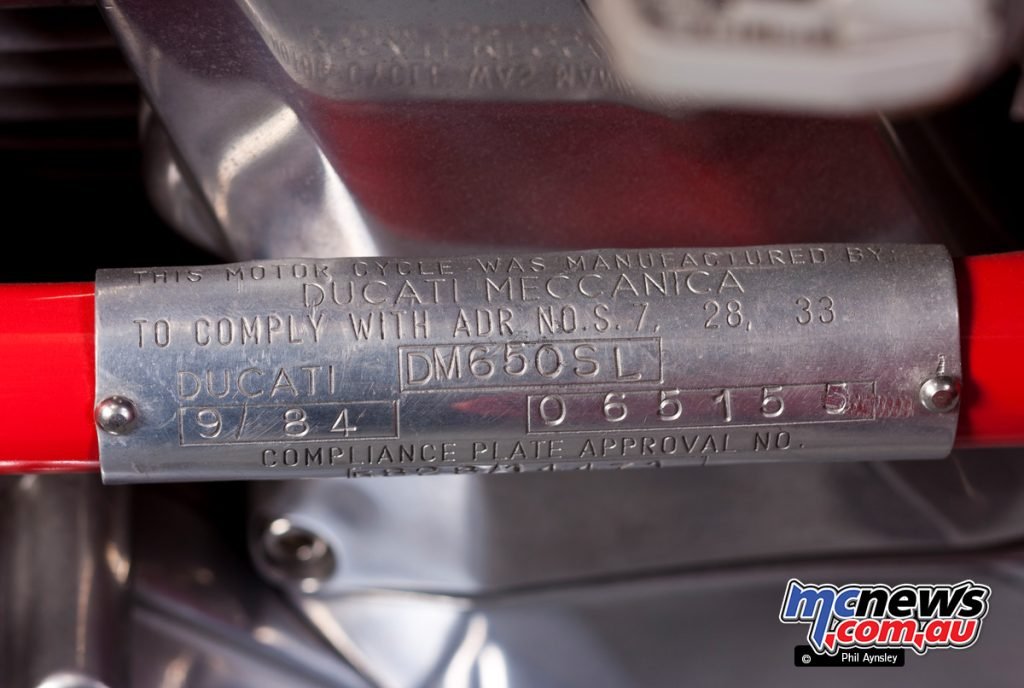 THIS MOTOR CYCLE WAS MANUFACTURED BY:
DUCATI MECCANICA
TO COMPLY WITH ADR NO.S. 7, 28, 33
DUCATI DM650SL
9/84 065155
COMPLIANCE PLATE APPROVAL NO.
mcnews
.com.au
© Phil Aynsley